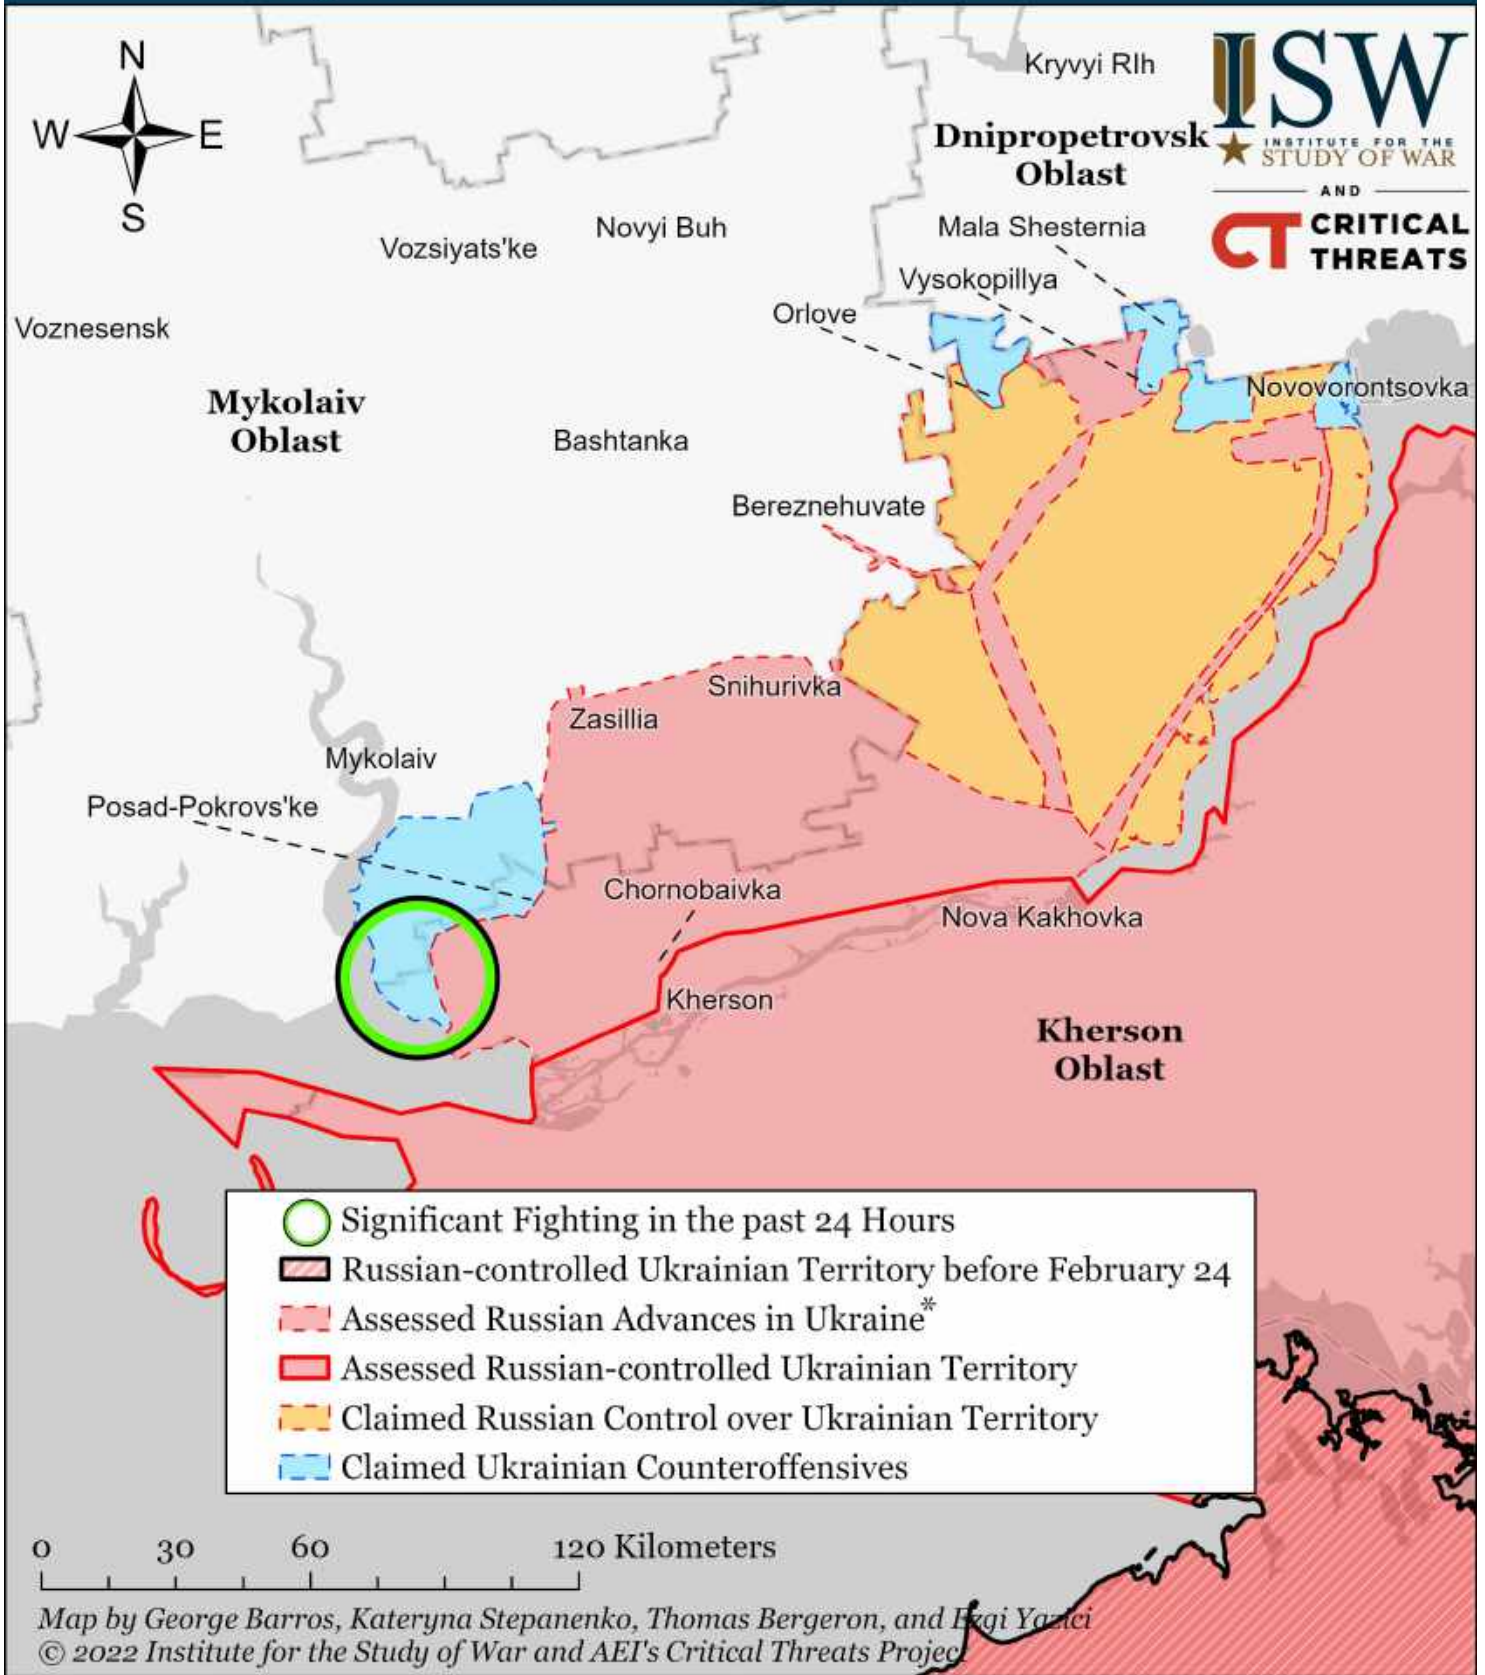 N
W E
S
Kryvyi RIh
ISW
INSTITUTE FOR THE
STUDY OF WAR
AND
CT CRITICAL
THREATS
Dnipropetrovsk
Oblast
Mala Shesternia
Vysokopillya
Orlove
Novyi Buh
Vozsiyats'ke
Voznesensk
Mykolaiv
Oblast
Bashtanka
Novovorontsovka
Bereznehuvate
Snihurivka
Zasillia
Mykolaiv
Posad-Pokrovs'ke
Chornobaivka
Nova Kakhovka
Kherson
Kherson
Oblast
Significant Fighting in the past 24 Hours
Russian-controlled Ukrainian Territory before February 24
Assessed Russian Advances in Ukraine*
Assessed Russian-controlled Ukrainian Territory
Claimed Russian Control over Ukrainian Territory
Claimed Ukrainian Counteroffensives
0 30 60 120 Kilometers
Map by George Barros, Kateryna Stepanenko, Thomas Bergeron, and Ezgi Yazici
© 2022 Institute for the Study of War and AEI's Critical Threats Project